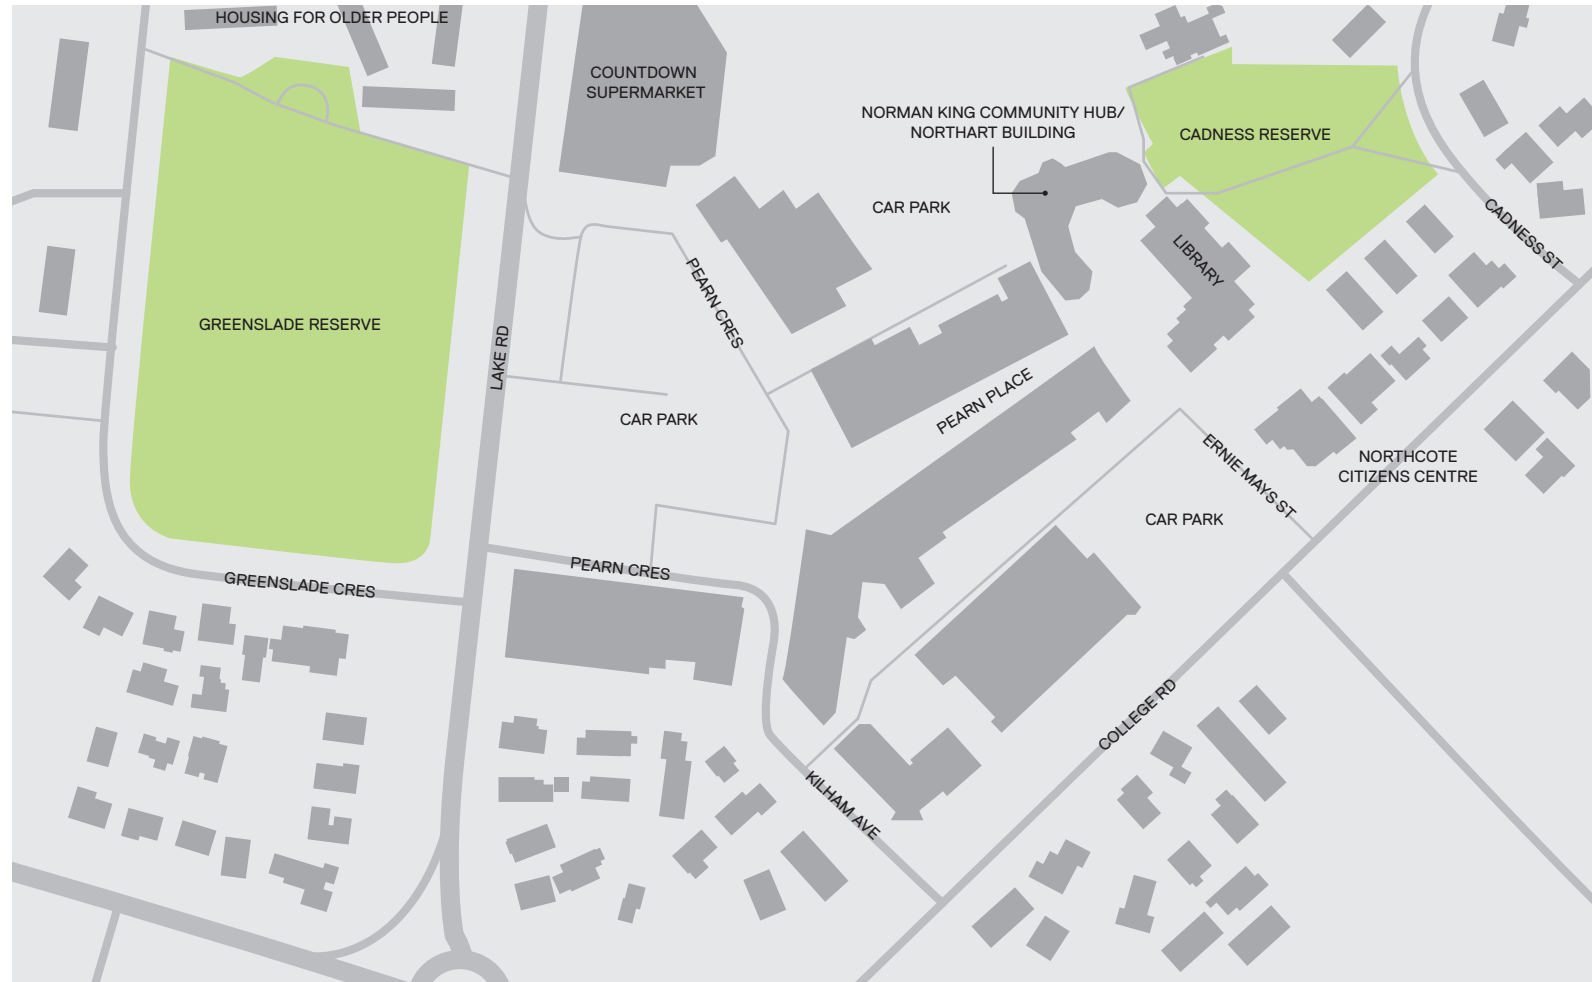 HOUSING FOR OLDER PEOPLE
COUNTDOWN
SUPERMARKET
NORMAN KING COMMUNITY HUB/
NORTHART BUILDING
CADNESS RESERVE
CAR PARK
CADNESS ST
LIBRARY
PEARN CRES
GREENSLADE RESERVE
LAKE RD
PEARN PLACE
CAR PARK
ERNIE MAYS ST
NORTHCOTE
CITIZENS CENTRE
CAR PARK
PEARN CRES
GREENSLADE CRES
COLLEGE RD
KILHAM AVE